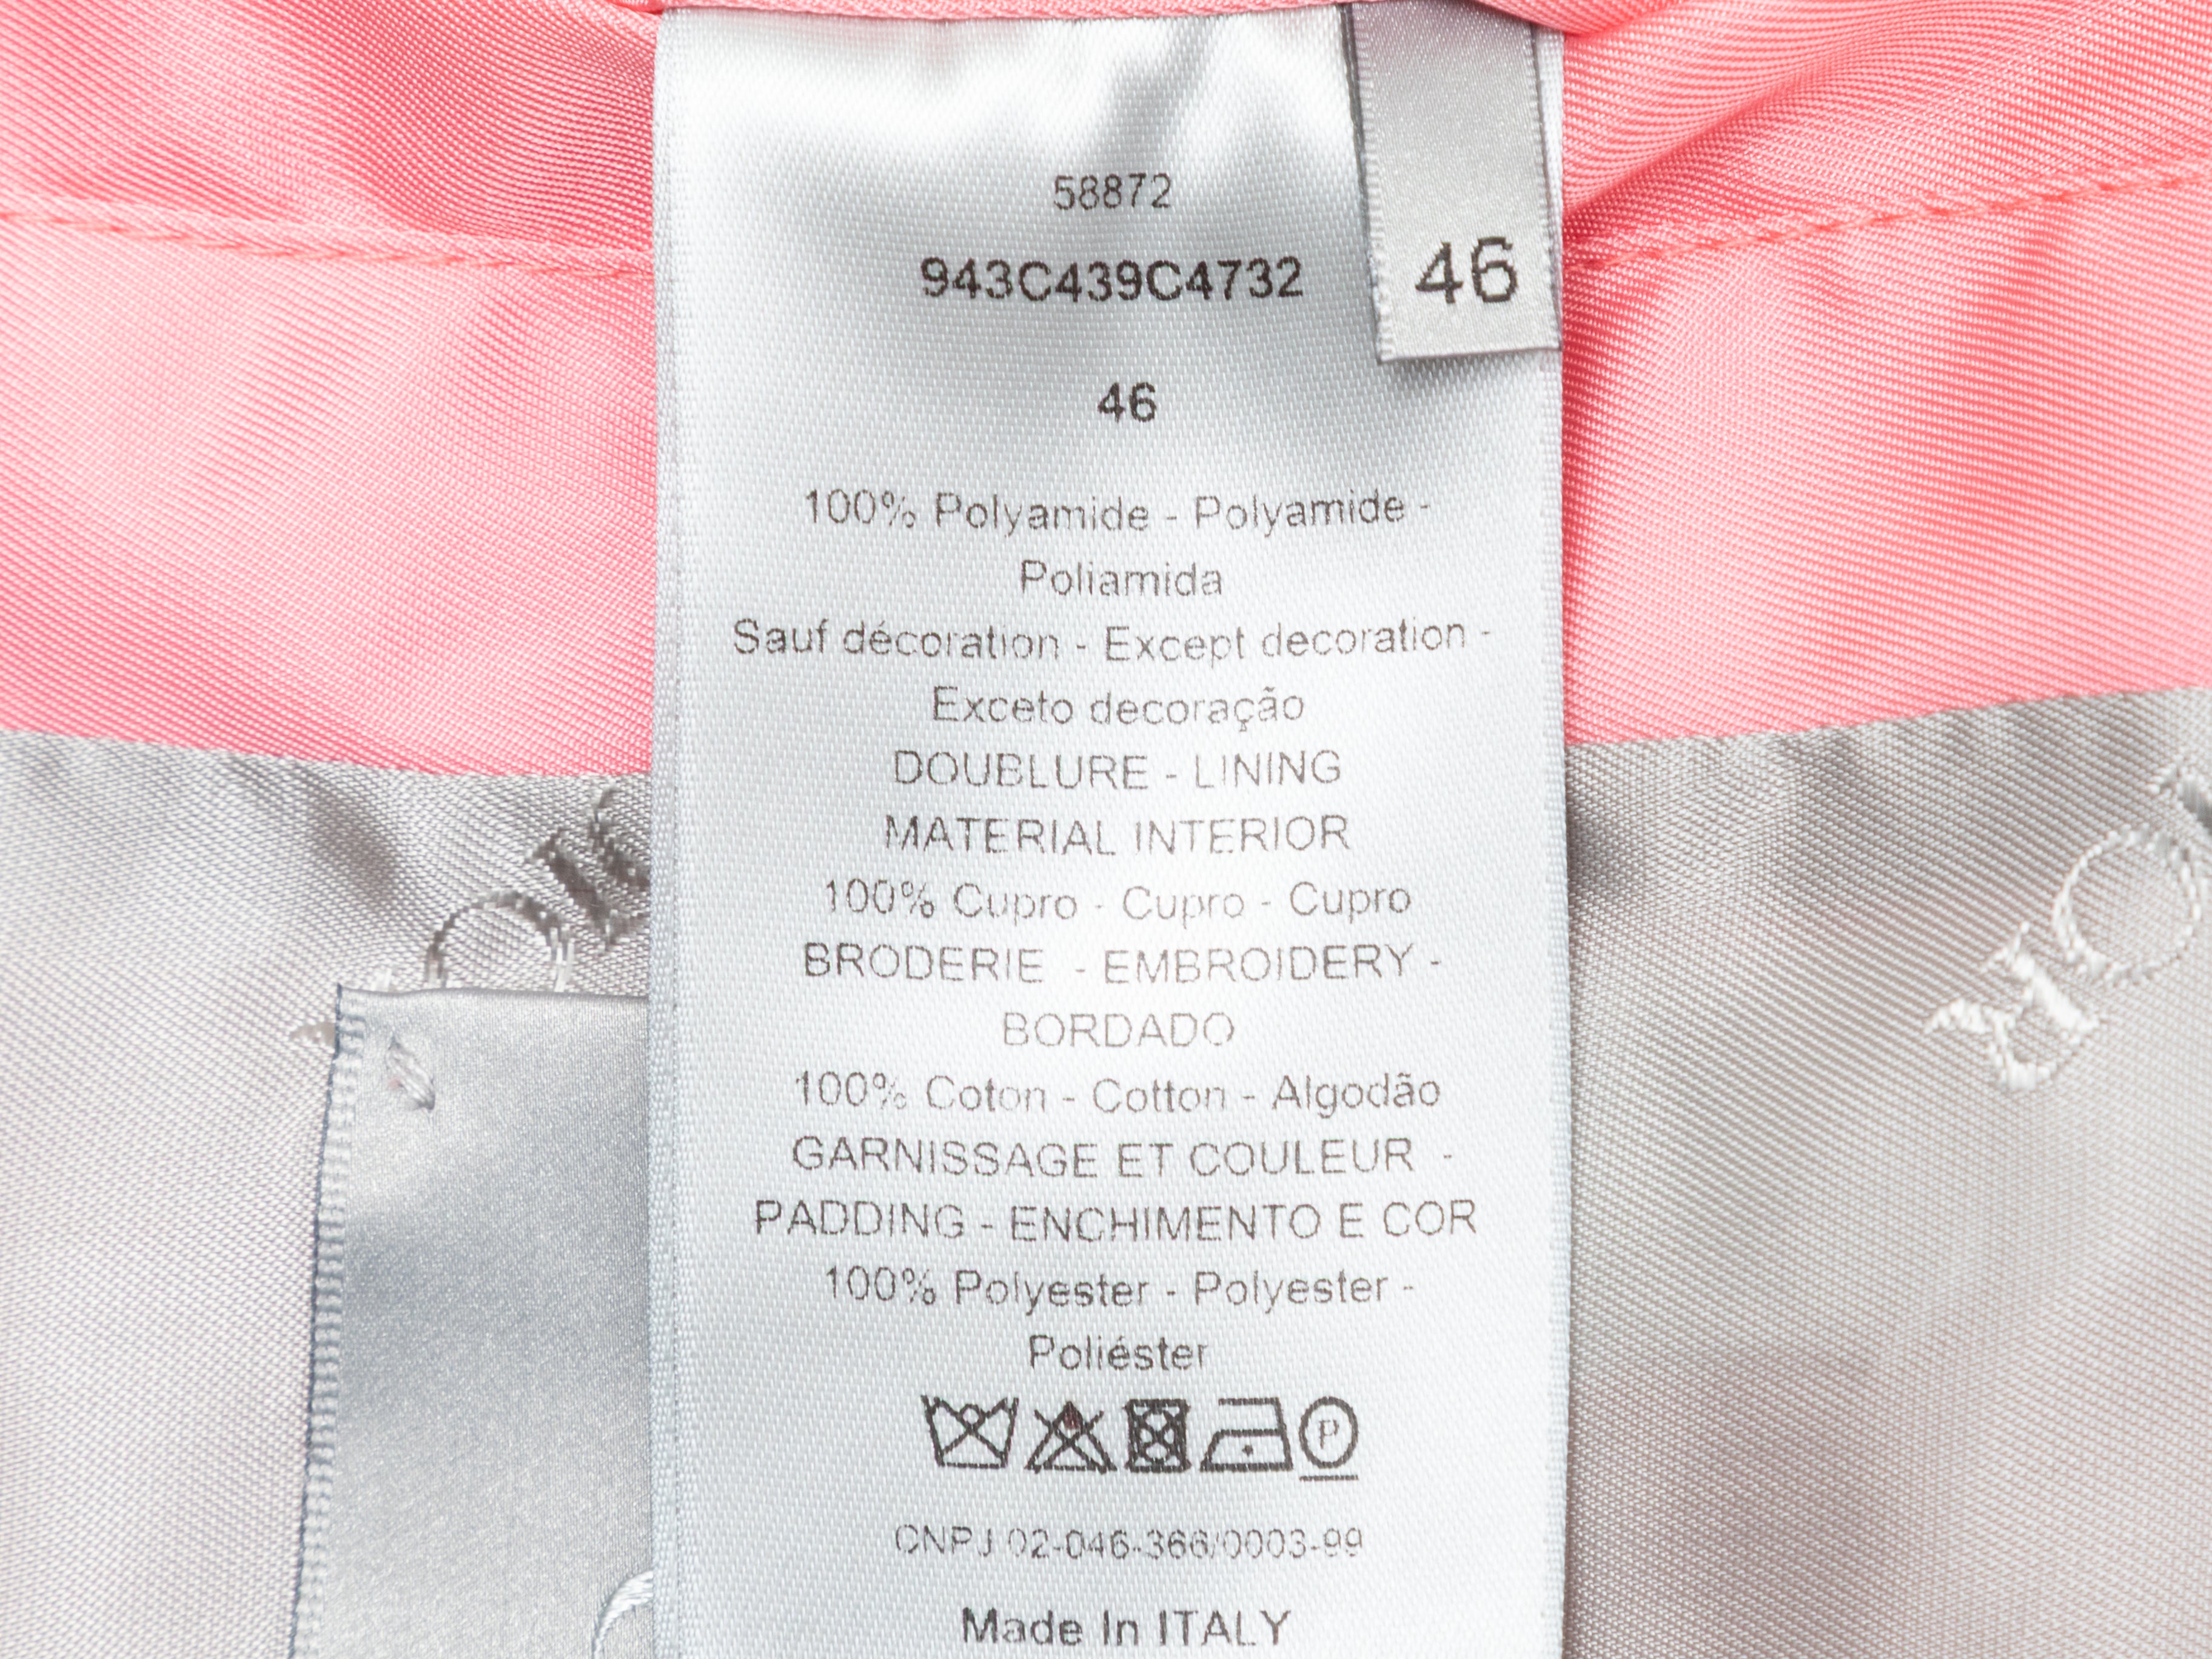 58872
943C439C4732
46
46
100% Polyamide - Polyamide -
Poliamida
Sauf décoration - Except decoration -
Exceto decoração
DOUBLURE - LINING
MATERIAL INTERIOR
100% Cupro - Cupro - Cupro
BRODERIE - EMBROIDERY -
BORDADO
100% Coton - Cotton - Algodão
GARNISSAGE ET COULEUR -
PADDING - ENCHIMENTO E COR
100% Polyester - Polyester -
Poliéster
P
CNPJ 02-046-366/0003-99
Made In ITALY